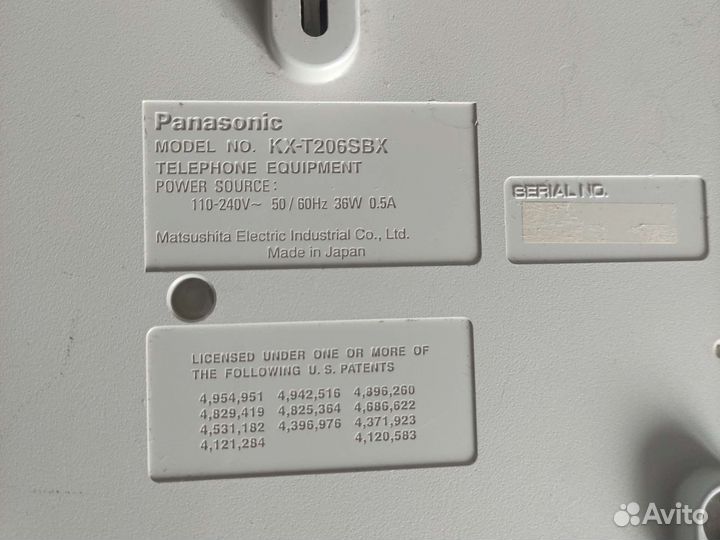 Panasonic
MODEL NO. KX-T206SBX
TELEPHONE EQUIPMENT
POWER SOURCE:
110-240V~ 50/60Hz 36W 0.5A
Matsushita Electric Industrial Co., Ltd.
Made in Japan
SERIAL NO.
LICENSED UNDER ONE OR MORE OF
THE FOLLOWING U.S. PATENTS
4,954,951 4,942,516 4,896,260
4,829,419 4,825,364 4,686,622
4,531,182 4,396,976 4,371,923
4,121,284 4,120,583
Avito